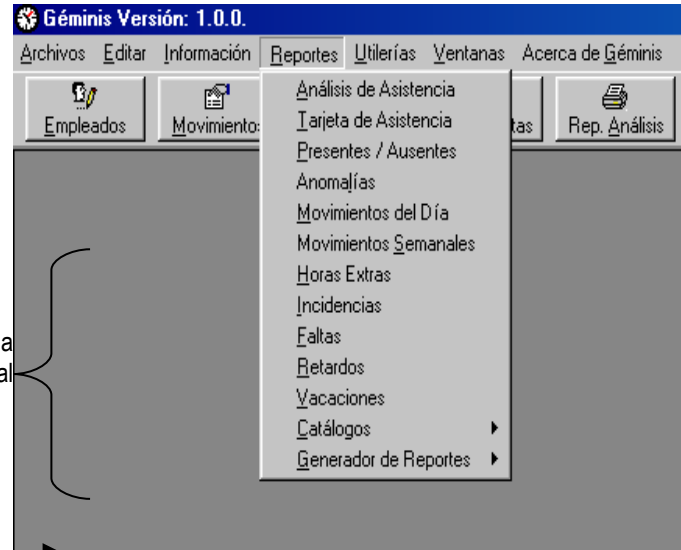 Géminis Versión: 1.0.0.
Archivos Editar Información Reportes Utilerías Ventanas Acerca de Géminis
Empleados Movimiento tas Rep. Análisis
Análisis de Asistencia
Tarjeta de Asistencia
Presentes / Ausentes
Anomalías
Movimientos del Día
Movimientos Semanales
Horas Extras
Incidencias
Faltas
Retardos
Vacaciones
Catálogos
Generador de Reportes
a
al